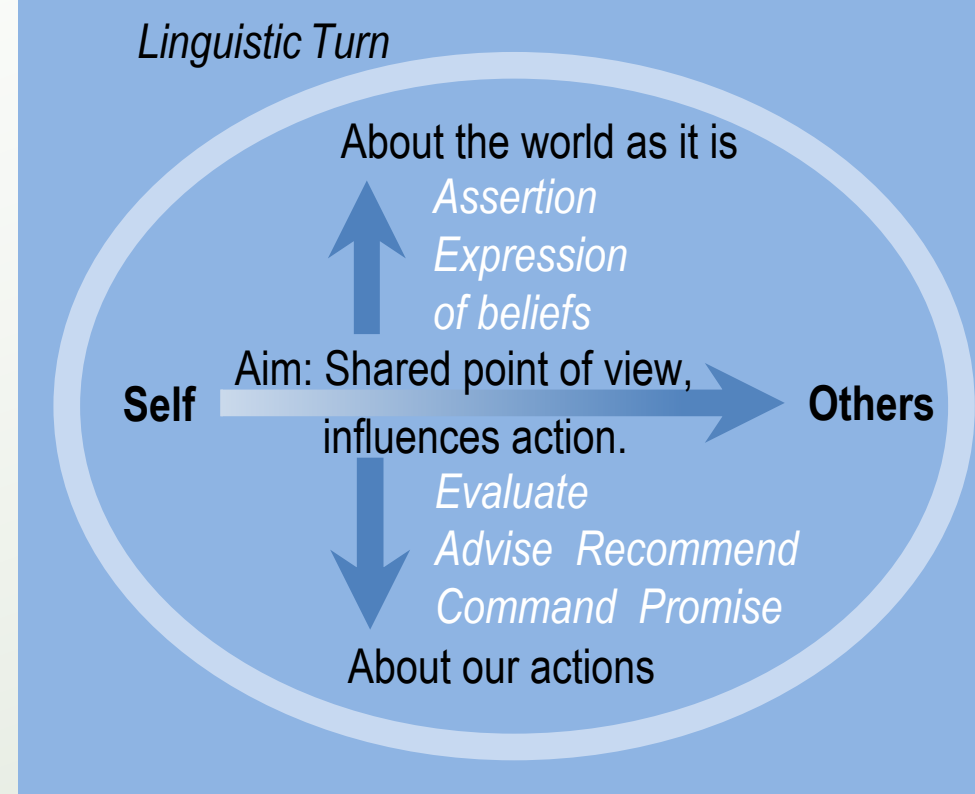 Linguistic Turn
About the world as it is
Assertion
Expression
of beliefs
Aim: Shared point of view,
Self
Others
influences action.
Evaluate
Advise Recommend
Command Promise
About our actions